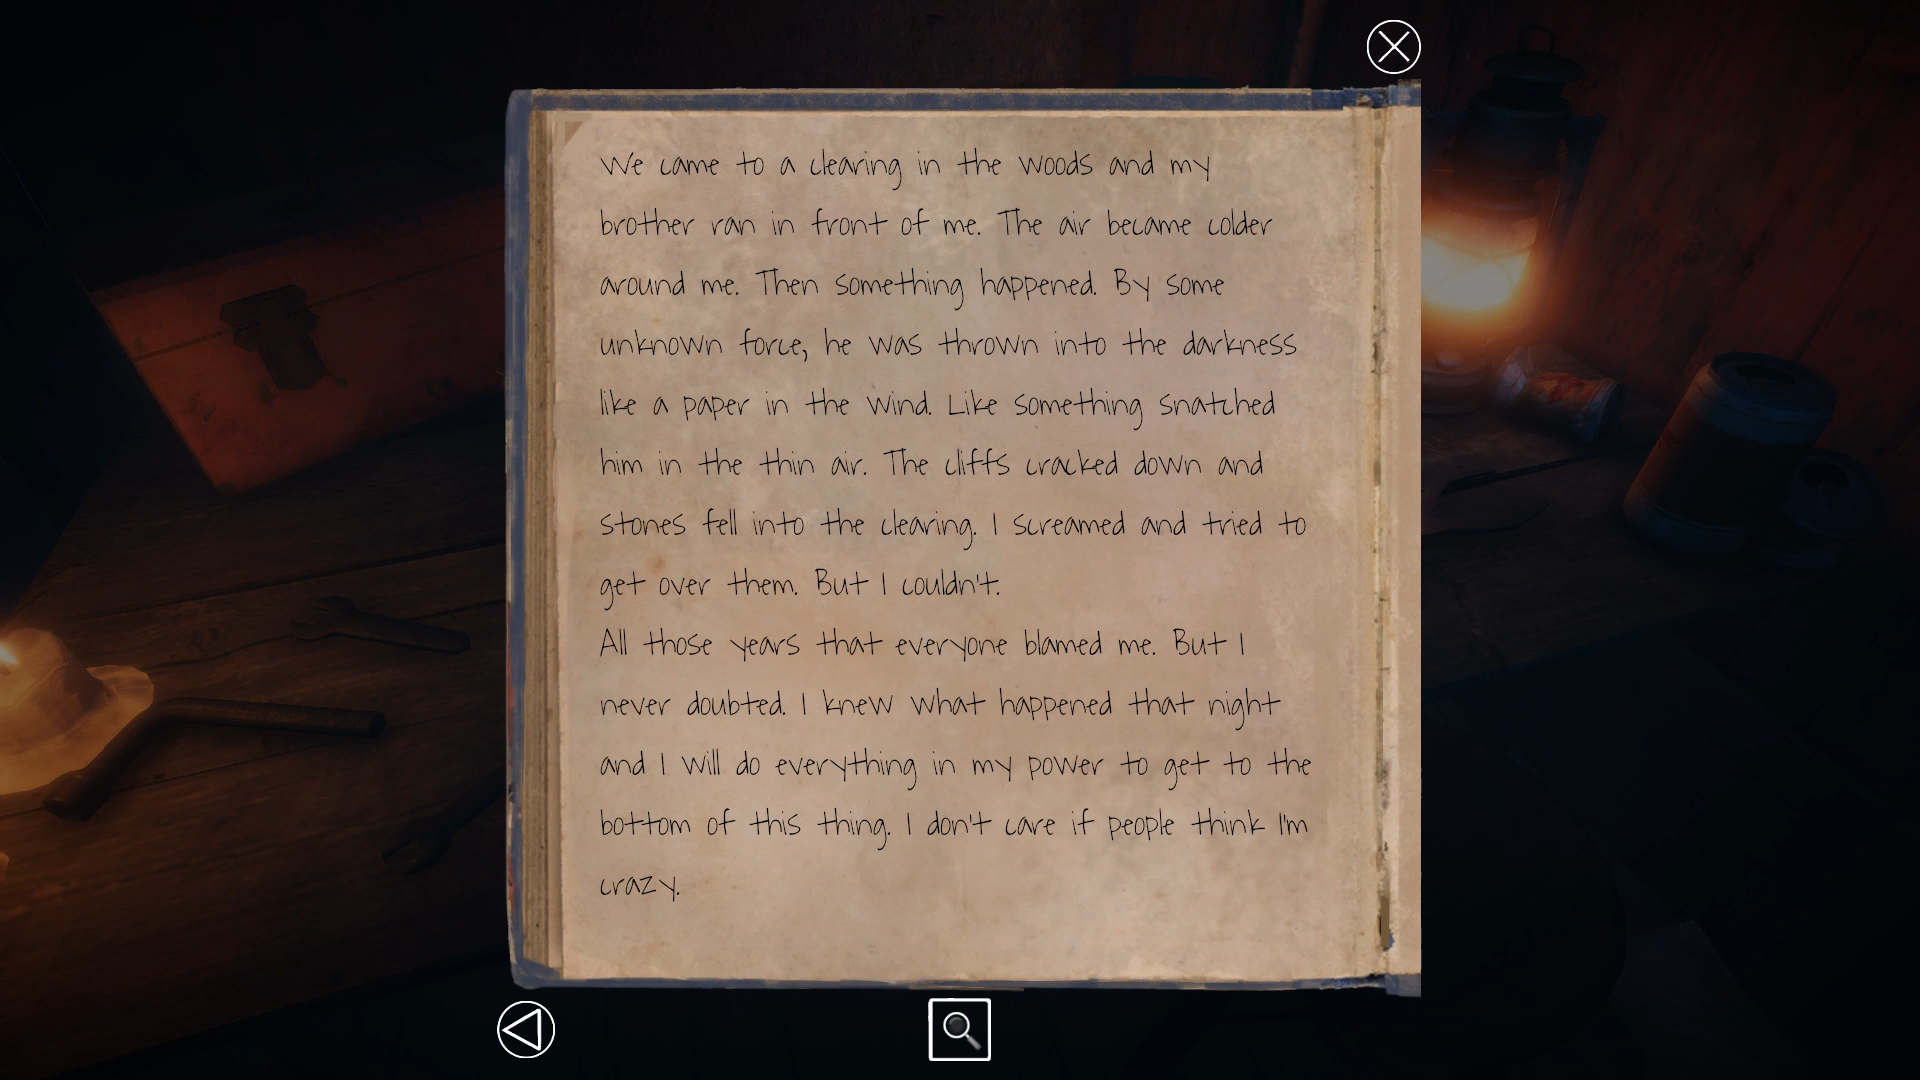 We came to a clearing in the woods and my
brother ran in front of me. The air became colder
around me. Then something happened. By some
unknown force, he was thrown into the darkness
like a paper in the wind. Like something snatched
him in the thin air. The cliffs cracked down and
stones fell into the clearing. I screamed and tried to
get over them. But I couldn't.
All those years that everyone blamed me. But I
never doubted. I knew what happened that night
and I will do everything in my power to get to the
bottom of this thing. I don't care if people think I'm
crazy.